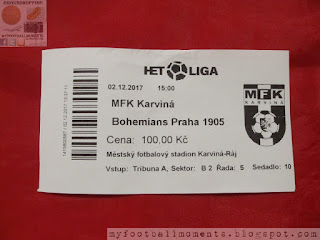 HET LIGA
02.12.2017 15:00
MFK Karviná
Bohemians Praha 1905
Cena: 100,00 Kč
Městský fotbalový stadion Karviná-Ráj
Vstup: Tribuna A, Sektor: B 2 Řada: 5 Sedadlo: 10
MFK
KARVINÁ
myfootballmoments.blogspot.com